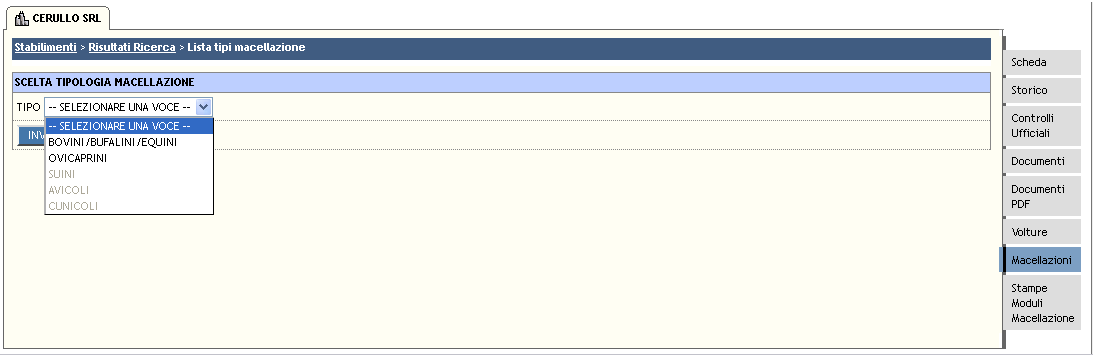 CERULLO SRL
Stabilimenti > Risultati Ricerca > Lista tipi macellazione
SCELTA TIPOLOGIA MACELLAZIONE
TIPO -- SELEZIONARE UNA VOCE --
-- SELEZIONARE UNA VOCE --
INV
BOVINI/BUFALINI/EQUINI
OVICAPRINI
SUINI
AVICOLI
CUNICOLI
Scheda
Storico
Controlli
Ufficiali
Documenti
Documenti
PDF
Volture
Macellazioni
Stampe
Moduli
Macellazione